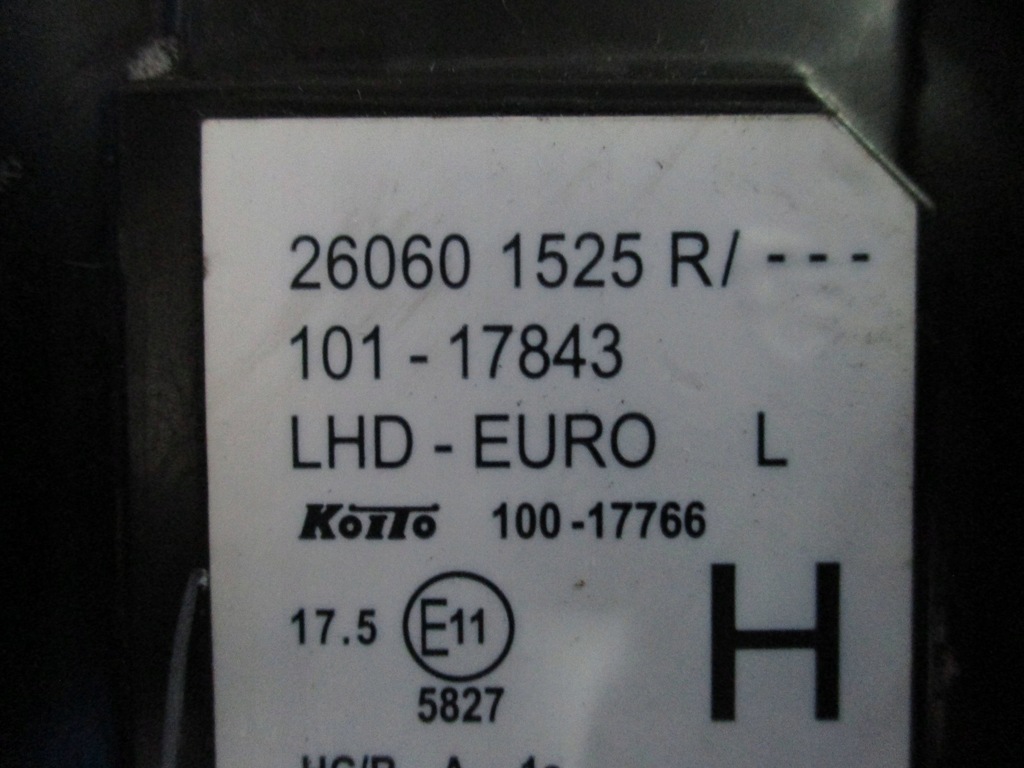 26060 1525 R/ ---
101 - 17843
LHD - EURO L
KOITO 100 -17766
17.5 E11 H
5827